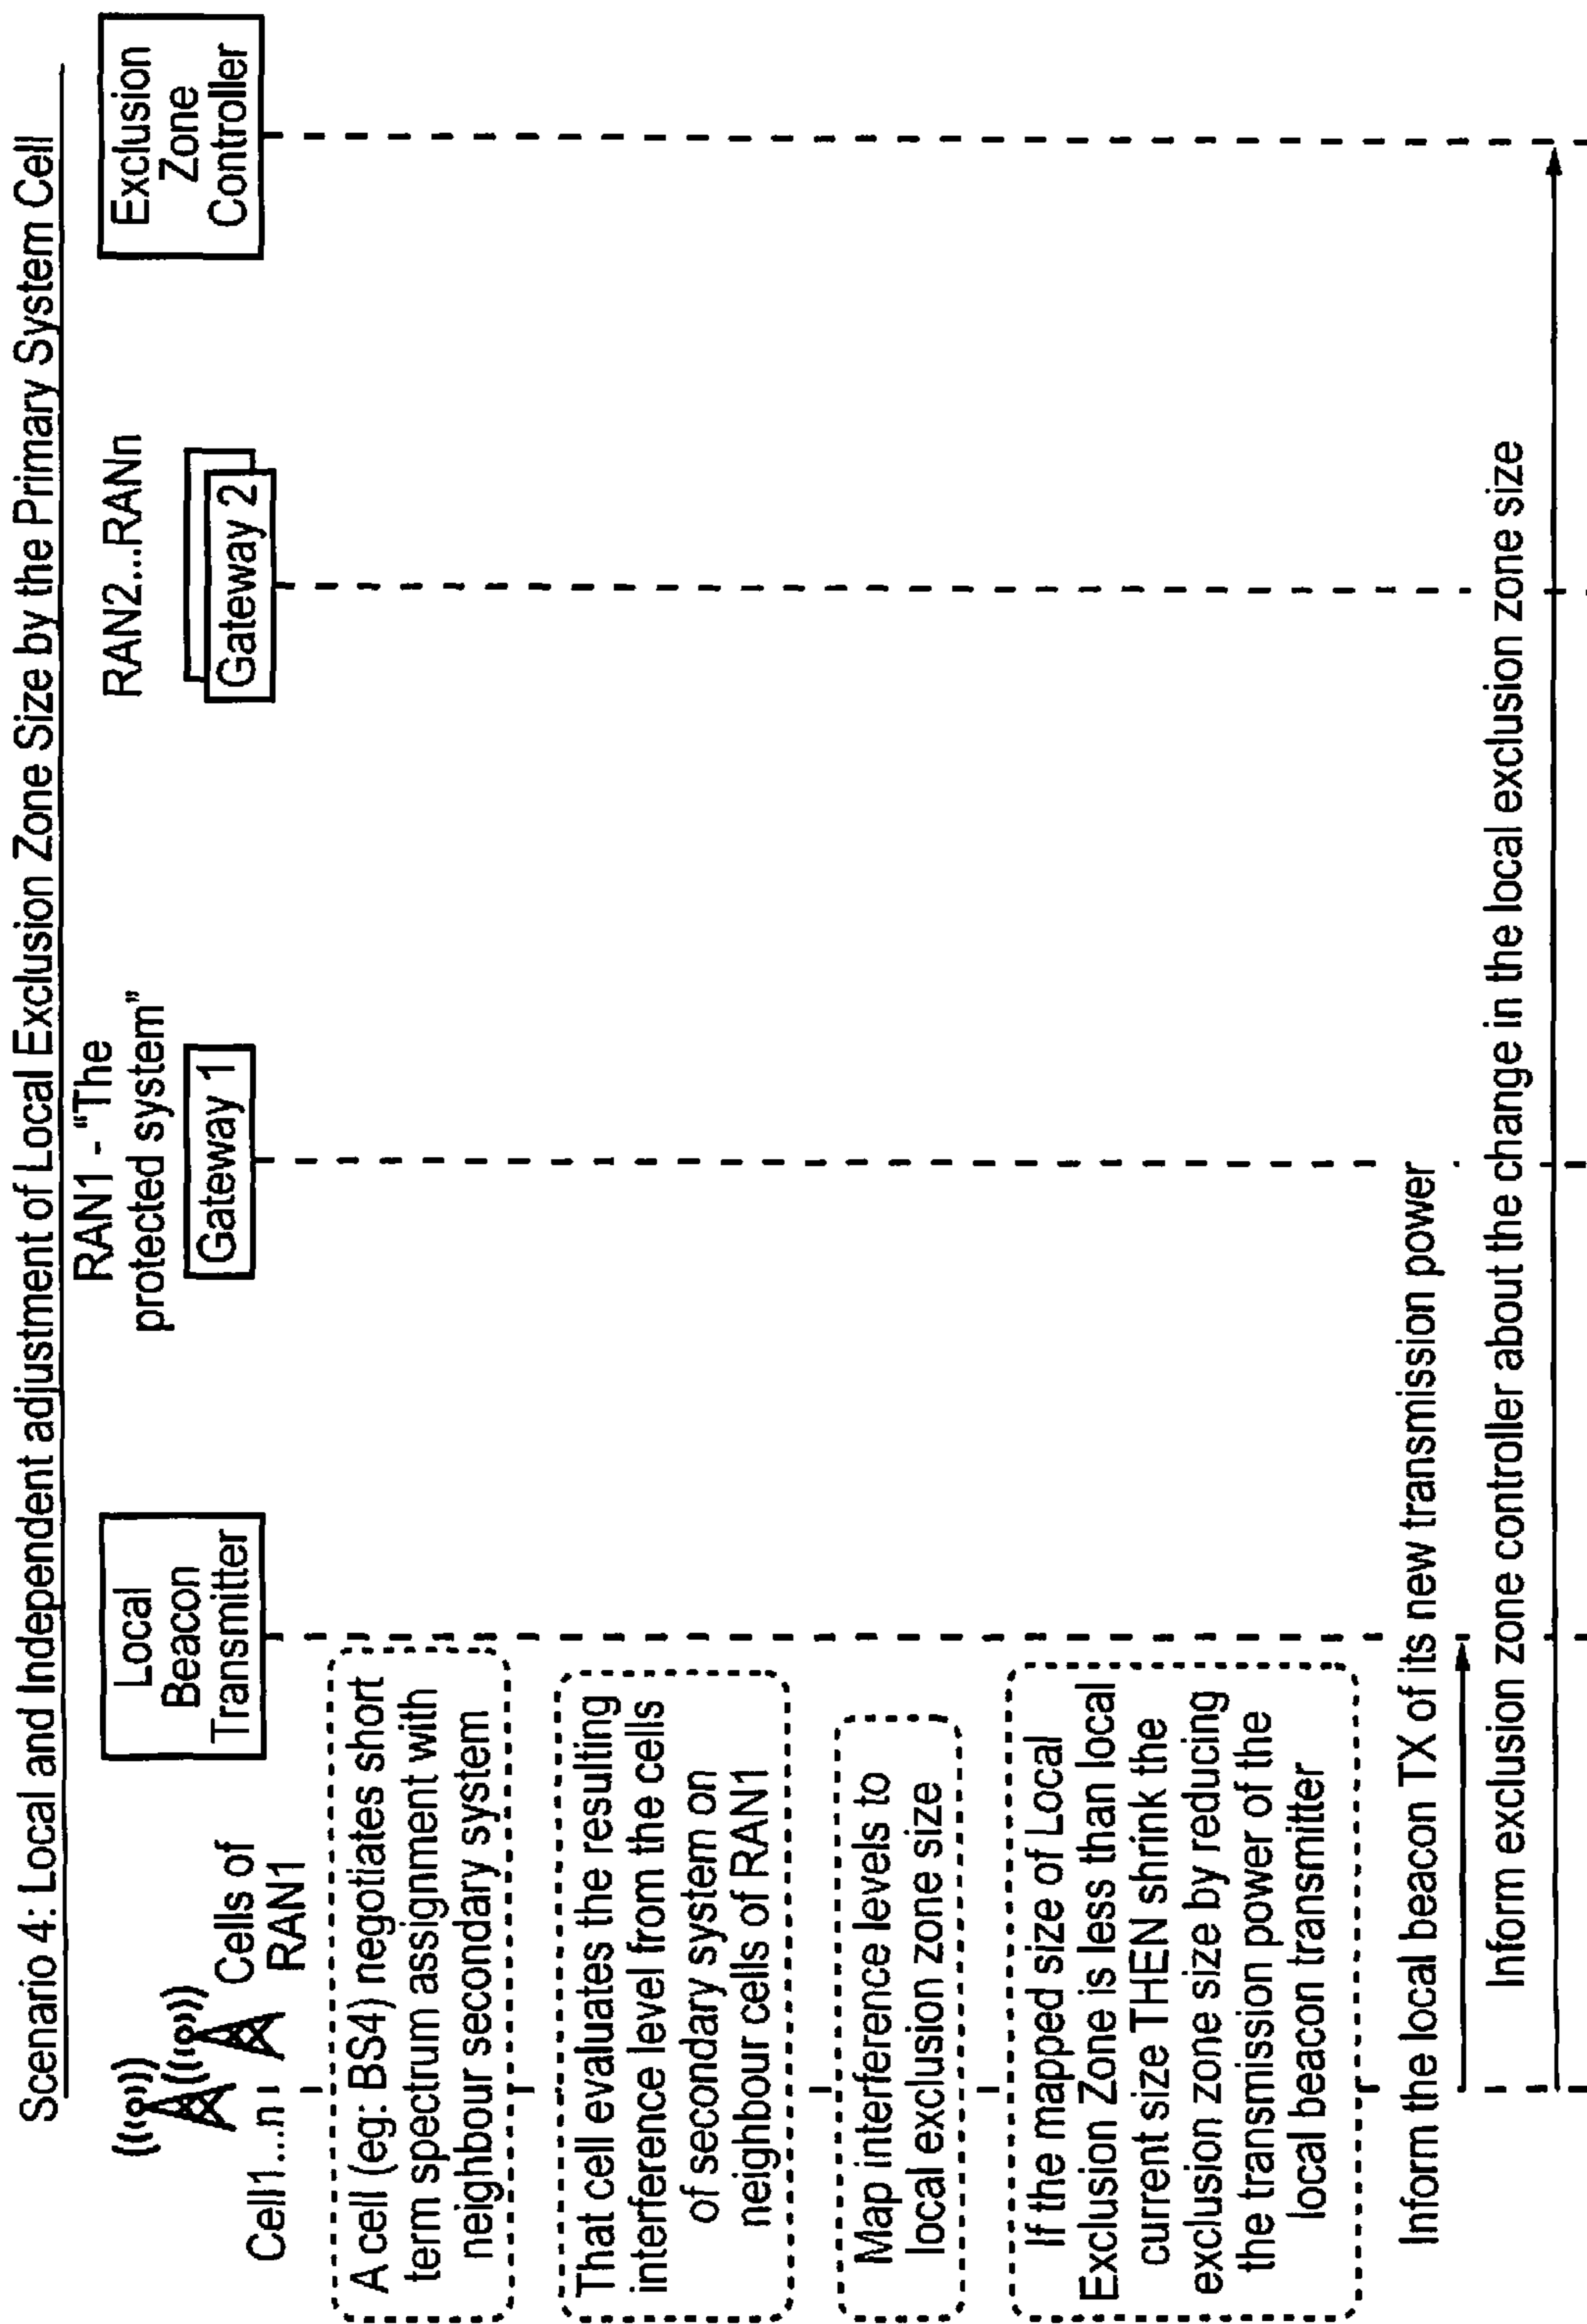 Scenario 4: Local and Independent adjustment of Local Exclusion Zone Size by the Primary System Cell
Cell1....n
Cells of
RAN1
Local
Beacon
Transmitter
RAN1 - "The
protected system"
Gateway 1
RAN2...RANn
Gateway 2
Exclusion
Zone
Controller
A cell (eg: BS4) negotiates short
term spectrum assignment with
neighbour secondary system
That cell evaluates the resulting
interference level from the cells
of secondary system on
neighbour cells of RAN1
Map interference levels to
local exclusion zone size
If the mapped size of Local
Exclusion Zone is less than local
current size THEN shrink the
exclusion zone size by reducing
the transmission power of the
local beacon transmitter
Inform the local beacon TX of its new transmission power
Inform exclusion zone controller about the change in the local exclusion zone size